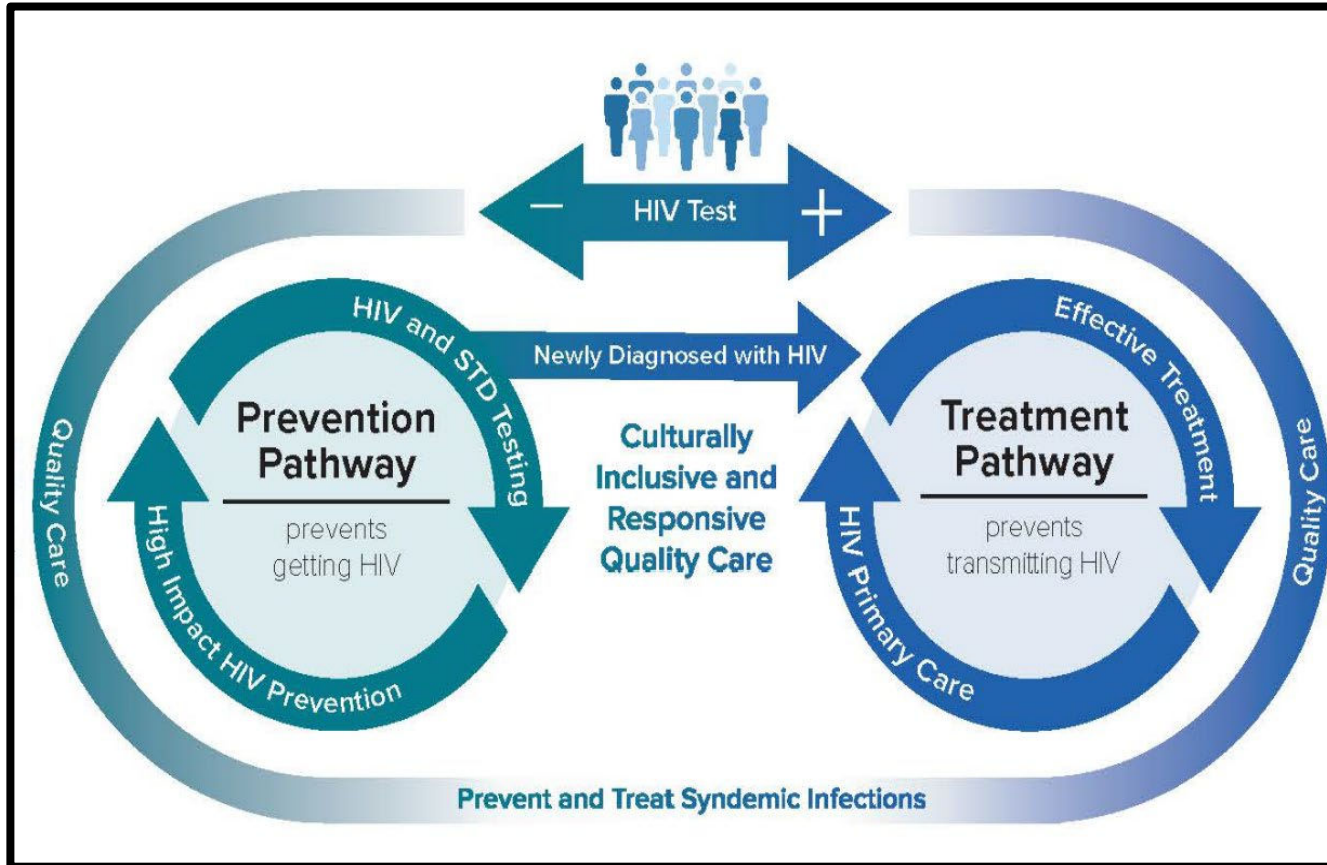 − HIV Test +
Newly Diagnosed with HIV
HIV and STD Testing
Prevention
Pathway
prevents
getting HIV
High Impact HIV Prevention
Culturally
Inclusive and
Responsive
Quality Care
Effective Treatment
Treatment
Pathway
prevents
transmitting HIV
HIV Primary Care
Quality Care
Quality Care
Prevent and Treat Syndemic Infections